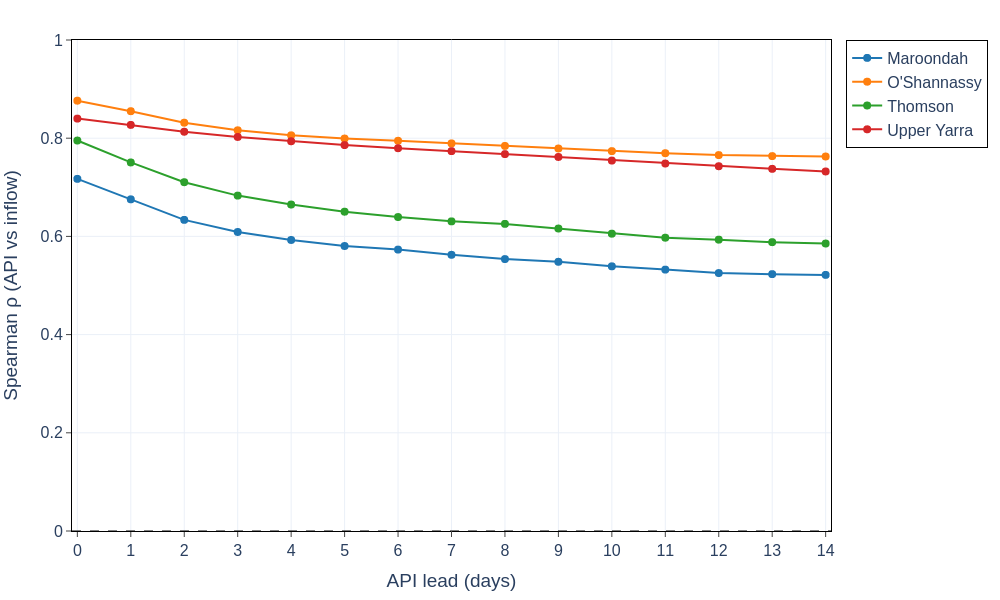 1
0.8
0.6
0.4
0.2
0
Spearman ρ (API vs inflow)
0 1 2 3 4 5 6 7 8 9 10 11 12 13 14
API lead (days)
Maroondah
O'Shannassy
Thomson
Upper Yarra